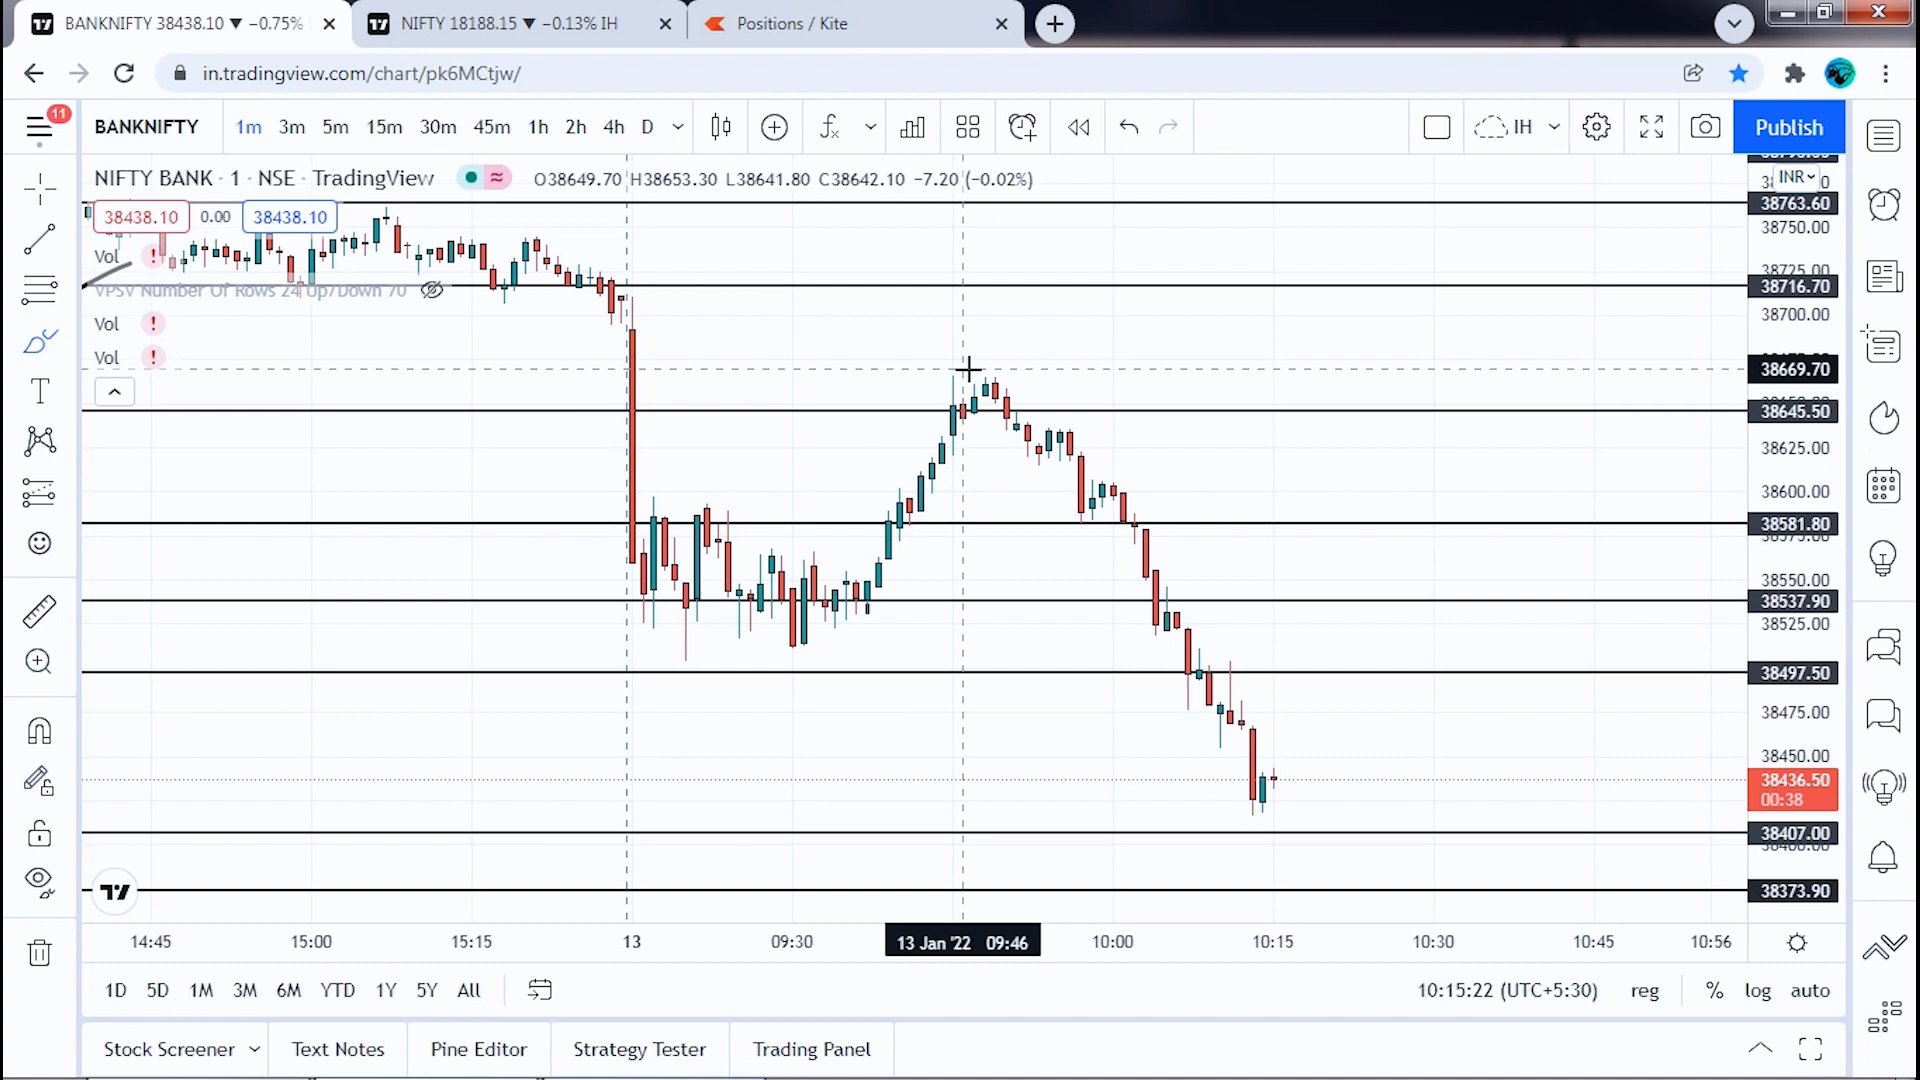 BANKNIFTY 38438.10 ▼ −0.75%
NIFTY 18188.15 ▼ −0.13% IH
Positions / Kite
in.tradingview.com/chart/pk6MCtjw/
11
BANKNIFTY 1m 3m 5m 15m 30m 45m 1h 2h 4h D
IH
Publish
NIFTY BANK · 1 · NSE · TradingView
O38649.70 H38653.30 L38641.80 C38642.10 −7.20 (−0.02%)
INR
38438.10 0.00 38438.10
Vol !
VPSV Number Of Rows 24 Up/Down 70
Vol !
Vol !
38763.60
38750.00
38725.00
38716.70
38700.00
38669.70
38645.50
38625.00
38600.00
38581.80
38575.00
38550.00
38537.90
38525.00
38497.50
38475.00
38450.00
38436.50
00:38
38407.00
38400.00
38373.90
14:45 15:00 15:15 13 09:30 13 Jan '22 09:46 10:00 10:15 10:30 10:45 10:56
1D 5D 1M 3M 6M YTD 1Y 5Y All
10:15:22 (UTC+5:30) reg % log auto
Stock Screener Text Notes Pine Editor Strategy Tester Trading Panel